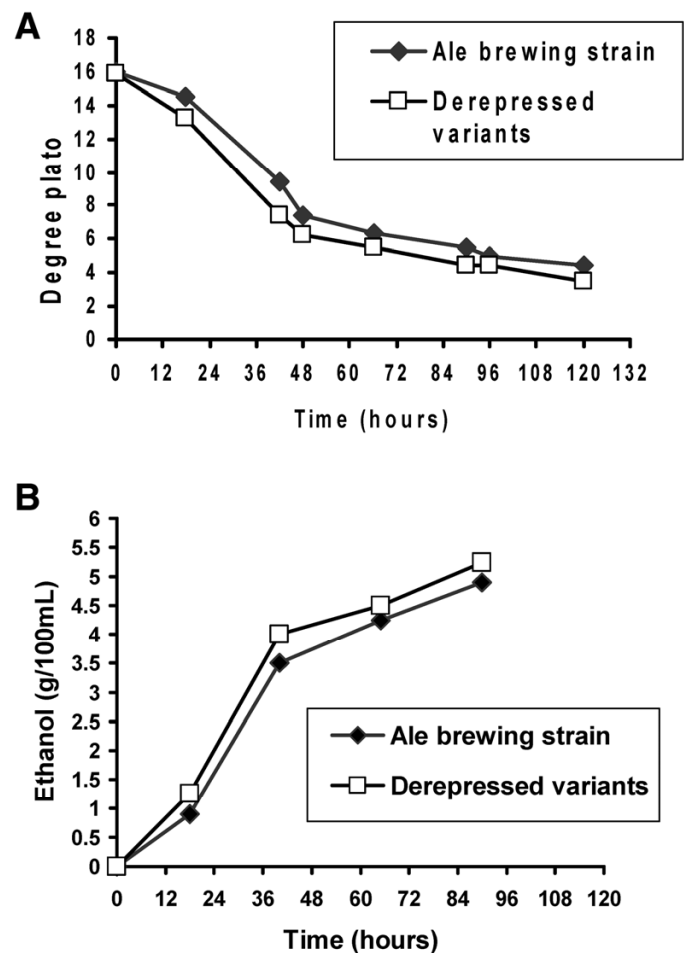 A
18
16
14
12
10
8
6
4
2
0
Degree plato
Ale brewing strain
Derepressed
variants
0 12 24 36 48 60 72 84 96 108 120 132
Time (hours)
B
6
5.5
5
4.5
4
3.5
3
2.5
2
1.5
1
0.5
0
Ethanol (g/100mL)
Ale brewing strain
Derepressed variants
0 12 24 36 48 60 72 84 96 108 120
Time (hours)